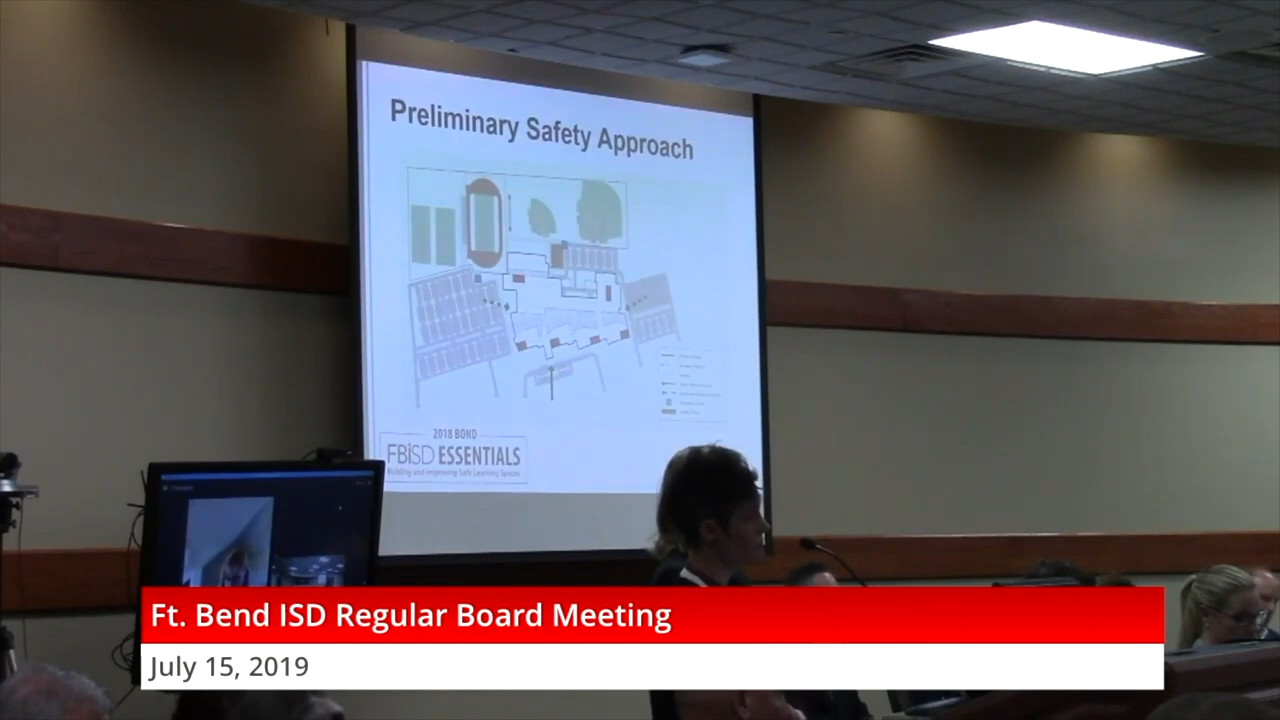 Preliminary Safety Approach
2018 BOND
FBISD ESSENTIALS
Building and Improving Safe Learning Spaces
Ft. Bend ISD Regular Board Meeting
July 15, 2019